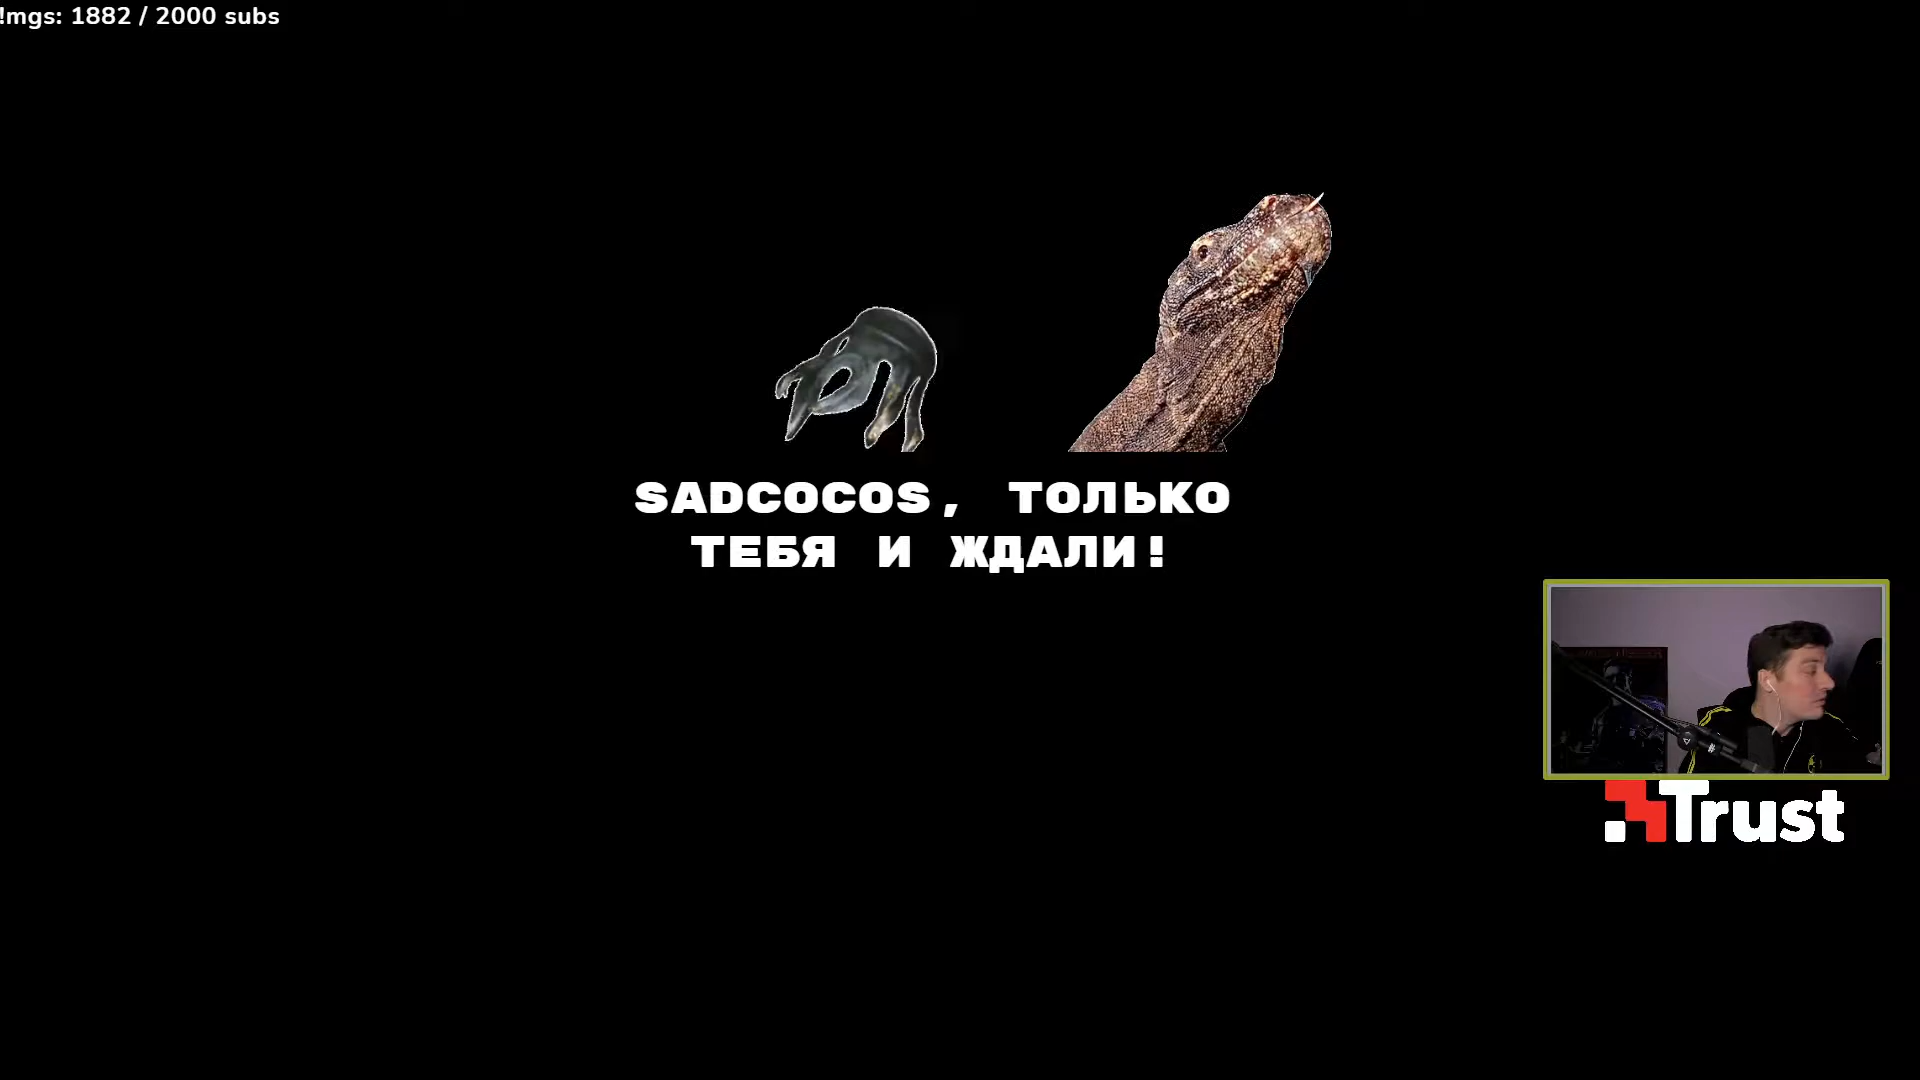 !mgs: 1882 / 2000 subs
SADCOCOS, ТОЛЬКО
ТЕБЯ И ЖДАЛИ!
Trust